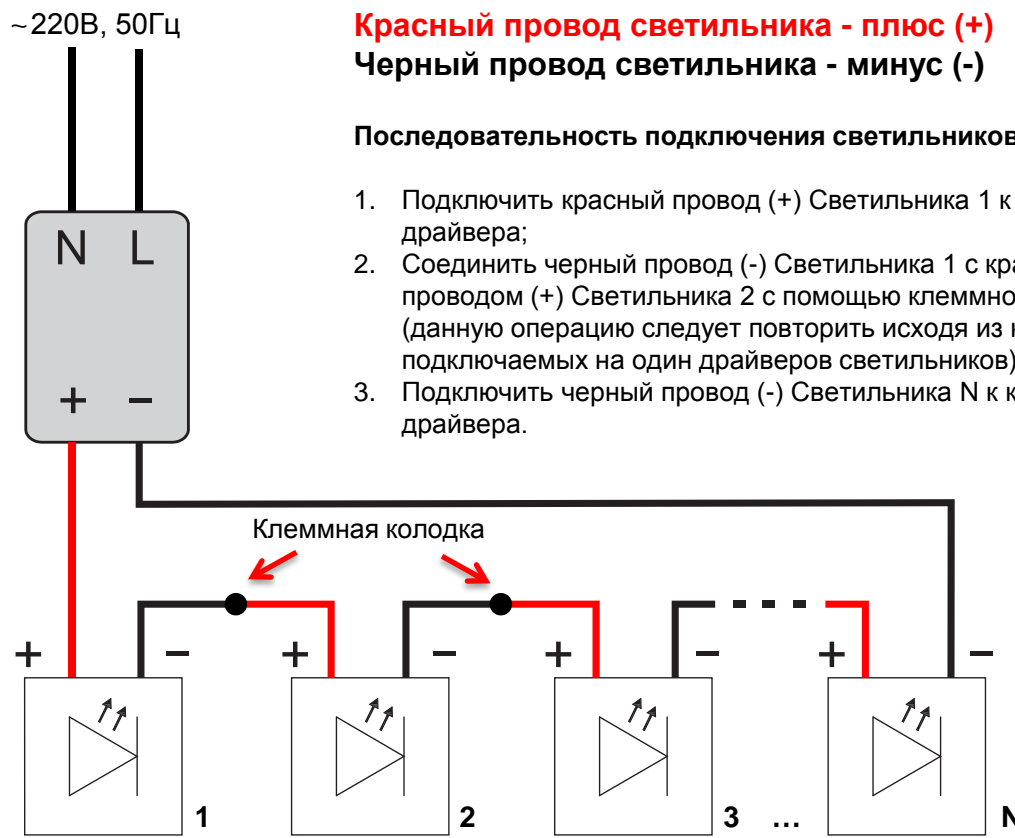 ~220В, 50Гц
Красный провод светильника - плюс (+)
Черный провод светильника - минус (-)
Последовательность подключения светильников
1. Подключить красный провод (+) Светильника 1 к
драйвера;
2. Соединить черный провод (-) Светильника 1 с
проводом (+) Светильника 2 с помощью
(данную операцию следует повторить исходя из
подключаемых на один драйверов светильников)
3. Подключить черный провод (-) Светильника N к
драйвера.
N L
+ −
Клеммная колодка
+ − + − + − + −
1 2 3 … N